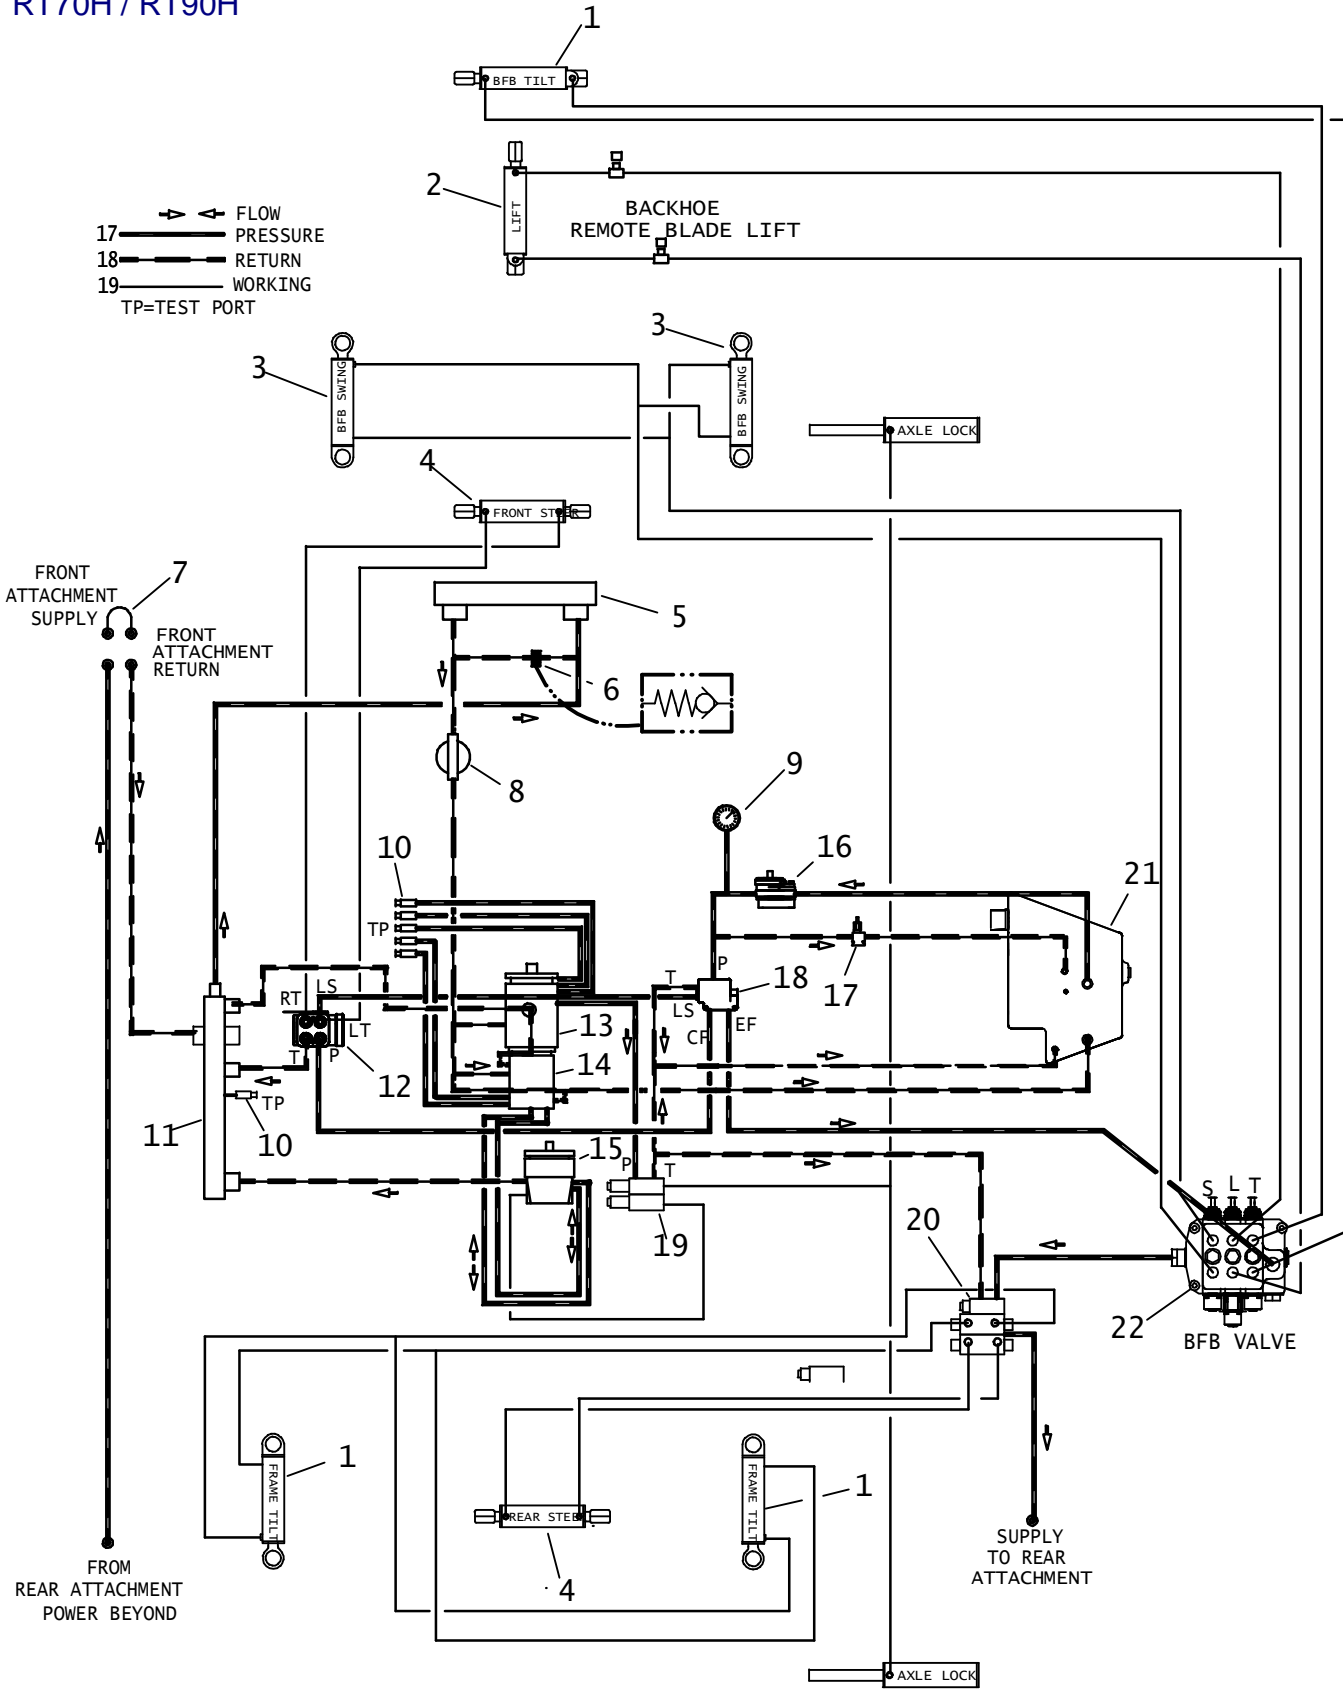 RT70H / RT90H
1
BFB TILT
2
LIFT
BACKHOE
REMOTE BLADE LIFT
FLOW
17 PRESSURE
18 RETURN
19 WORKING
TP=TEST PORT
3
BFB SWING
3
BFB SWING
AXLE LOCK
4
FRONT STEER
7
FRONT
ATTACHMENT
SUPPLY
FRONT
ATTACHMENT
RETURN
5
6
8
9
10
TP
16
21
17
P
T
LS
18
CF
EF
RT
LS
LT
T
P
12
13
14
TP
10
11
15
P
T
19
20
S L T
22
BFB VALVE
FRAME TILT
1
REAR STEE
4
FRAME TILT
1
SUPPLY
TO REAR
ATTACHMENT
FROM
REAR ATTACHMENT
POWER BEYOND
AXLE LOCK